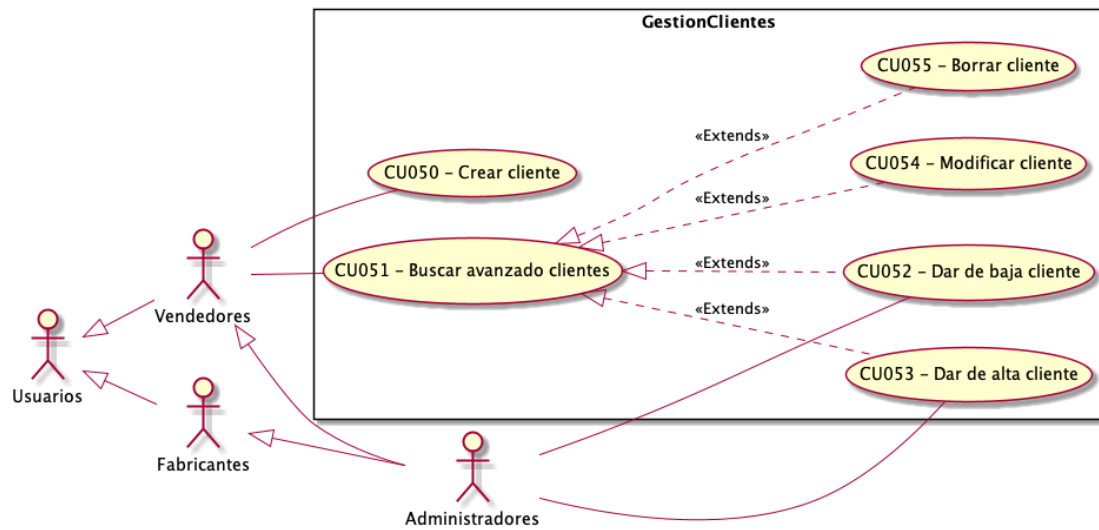 GestionClientes
CU055 – Borrar cliente
«Extends»
CU054 – Modificar cliente
CU050 – Crear cliente
«Extends»
CU051 – Buscar avanzado clientes
«Extends»
CU052 – Dar de baja cliente
«Extends»
Vendedores
CU053 – Dar de alta cliente
Usuarios
Fabricantes
Administradores